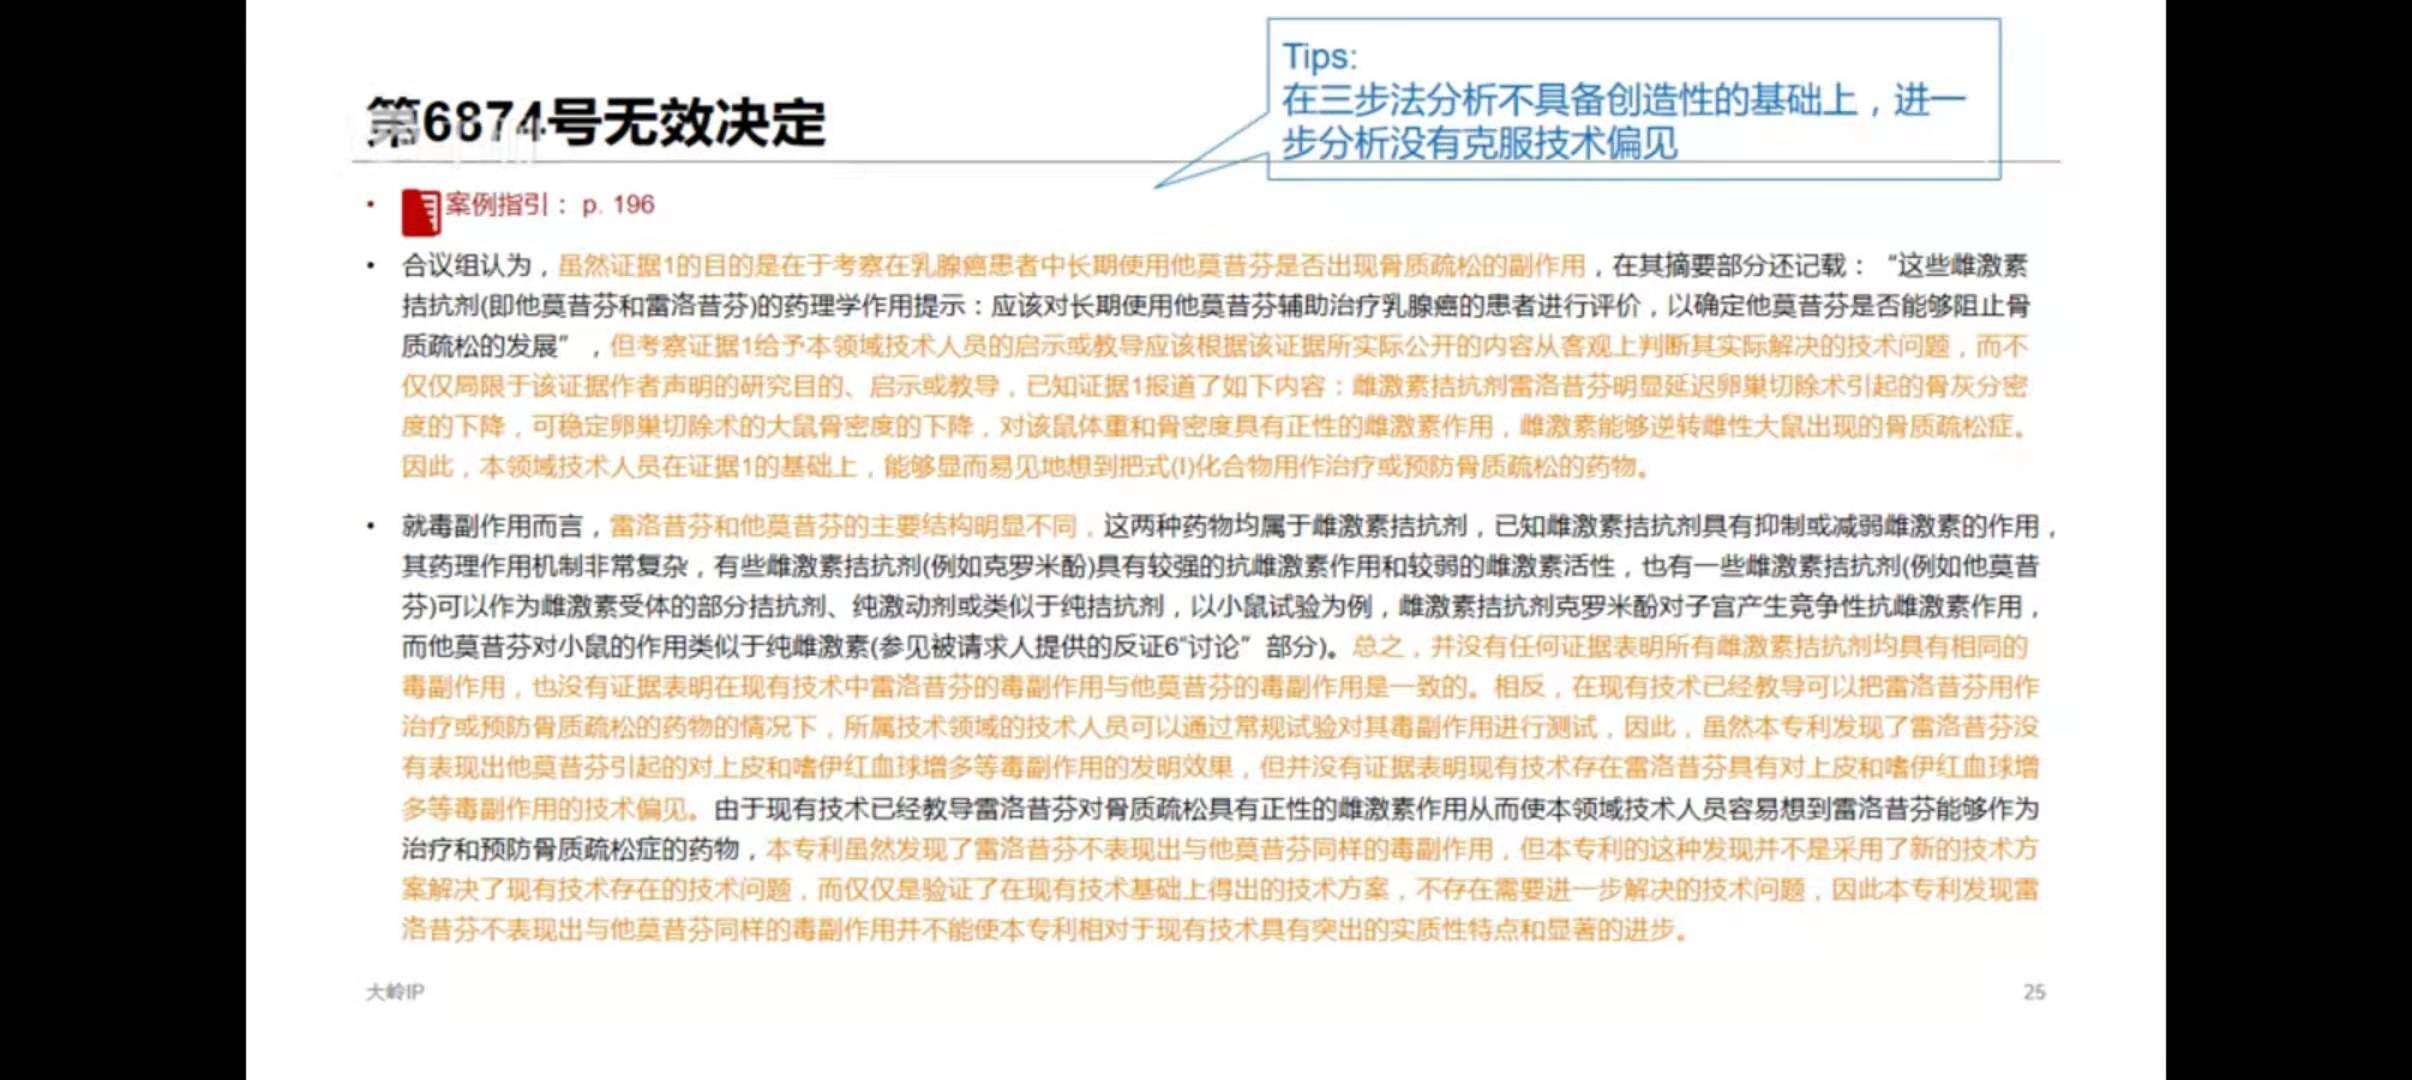 Tips:
在三步法分析不具备创造性的基础上，进一
步分析没有克服技术偏见
第6874号无效决定
• 案例指引： p. 196
• 合议组认为，虽然证据1的目的是在于考察在乳腺癌患者中长期使用他莫昔芬是否出现骨质疏松的副作用，在其摘要部分还记载：“这些雌激素
拮抗剂(即他莫昔芬和雷洛昔芬)的药理学作用提示：应该对长期使用他莫昔芬辅助治疗乳腺癌的患者进行评价，以确定他莫昔芬是否能够阻止骨
质疏松的发展”，但考察证据1给予本领域技术人员的启示或教导应该根据该证据所实际公开的内容从客观上判断其实际解决的技术问题，而不
仅仅局限于该证据作者声明的研究目的、启示或教导，已知证据1报道了如下内容：雌激素拮抗剂雷洛昔芬明显延迟卵巢切除术引起的骨灰分密
度的下降，可稳定卵巢切除术的大鼠骨密度的下降，对该鼠体重和骨密度具有正性的雌激素作用，雌激素能够逆转雌性大鼠出现的骨质疏松症。
因此，本领域技术人员在证据1的基础上，能够显而易见地想到把式(I)化合物用作治疗或预防骨质疏松的药物。
• 就毒副作用而言，雷洛昔芬和他莫昔芬的主要结构明显不同，这两种药物均属于雌激素拮抗剂，已知雌激素拮抗剂具有抑制或减弱雌激素的作用，
其药理作用机制非常复杂，有些雌激素拮抗剂(例如克罗米酚)具有较强的抗雌激素作用和较弱的雌激素活性，也有一些雌激素拮抗剂(例如他莫昔
芬)可以作为雌激素受体的部分拮抗剂、纯激动剂或类似于纯拮抗剂，以小鼠试验为例，雌激素拮抗剂克罗米酚对子宫产生竞争性抗雌激素作用，
而他莫昔芬对小鼠的作用类似于纯雌激素(参见被请求人提供的反证6“讨论”部分)。总之，并没有任何证据表明所有雌激素拮抗剂均具有相同的
毒副作用，也没有证据表明在现有技术中雷洛昔芬的毒副作用与他莫昔芬的毒副作用是一致的。相反，在现有技术已经教导可以把雷洛昔芬用作
治疗或预防骨质疏松的药物的情况下，所属技术领域的技术人员可以通过常规试验对其毒副作用进行测试，因此，虽然本专利发现了雷洛昔芬没
有表现出他莫昔芬引起的对上皮和嗜伊红血球增多等毒副作用的发明效果，但并没有证据表明现有技术存在雷洛昔芬具有对上皮和嗜伊红血球增
多等毒副作用的技术偏见。由于现有技术已经教导雷洛昔芬对骨质疏松具有正性的雌激素作用从而使本领域技术人员容易想到雷洛昔芬能够作为
治疗和预防骨质疏松症的药物，本专利虽然发现了雷洛昔芬不表现出与他莫昔芬同样的毒副作用，但本专利的这种发现并不是采用了新的技术方
案解决了现有技术存在的技术问题，而仅仅是验证了在现有技术基础上得出的技术方案，不存在需要进一步解决的技术问题，因此本专利发现雷
洛昔芬不表现出与他莫昔芬同样的毒副作用并不能使本专利相对于现有技术具有突出的实质性特点和显著的进步。
大岭IP
25